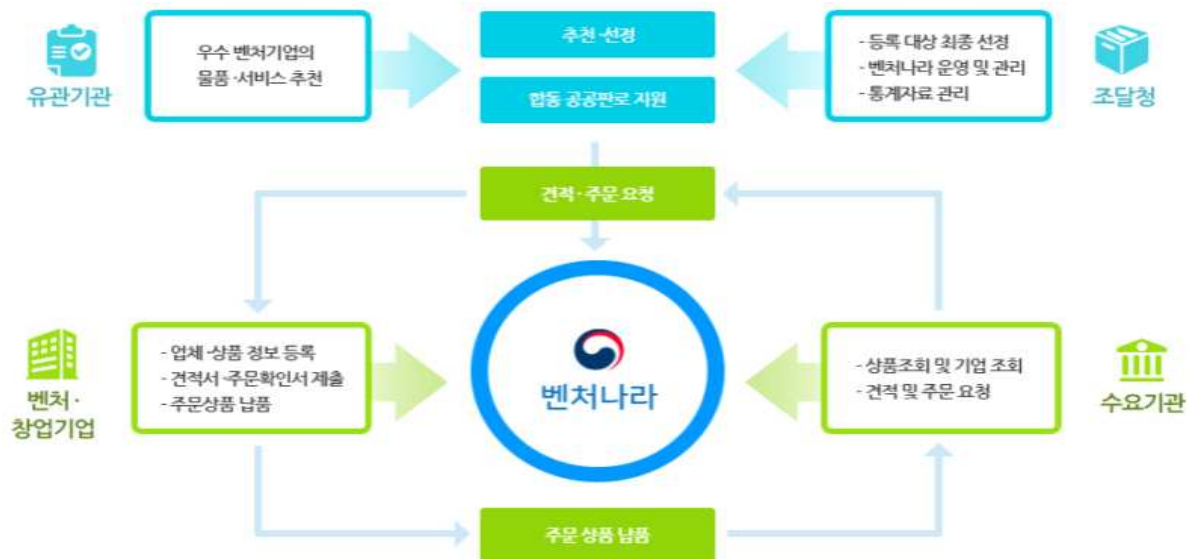 유관기관
우수 벤처기업의
물품·서비스 추천
추천·선정
합동 공공판로 지원
- 등록 대상 최종 선정
- 벤처나라 운영 및 관리
- 통계자료 관리
조달청
견적·주문 요청
벤처·
창업기업
- 업체·상품 정보 등록
- 견적서·주문확인서 제출
- 주문상품 납품
벤처나라
- 상품조회 및 기업 조회
- 견적 및 주문 요청
수요기관
주문 상품 납품